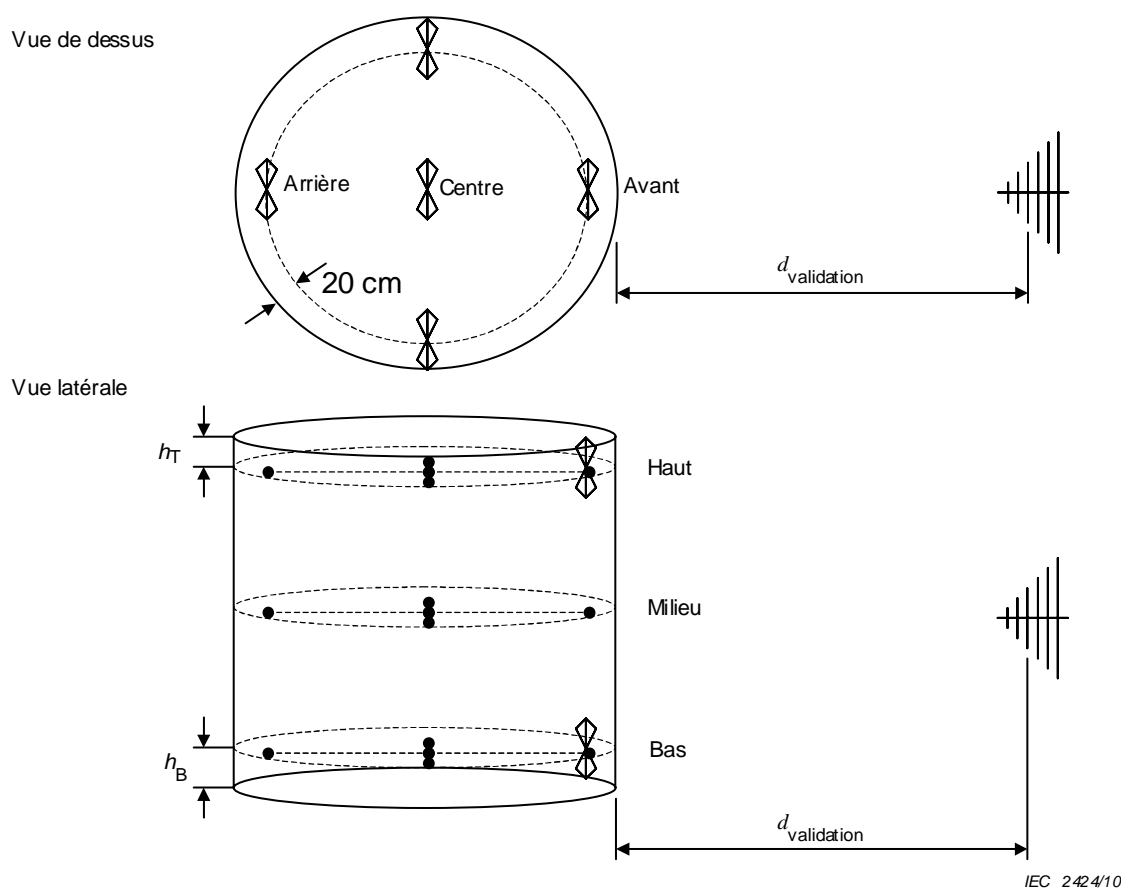 Vue de dessus
Arrière
Centre
Avant
20 cm
dvalidation
Vue latérale
hT
Haut
Milieu
hB
Bas
dvalidation
IEC 2424/10